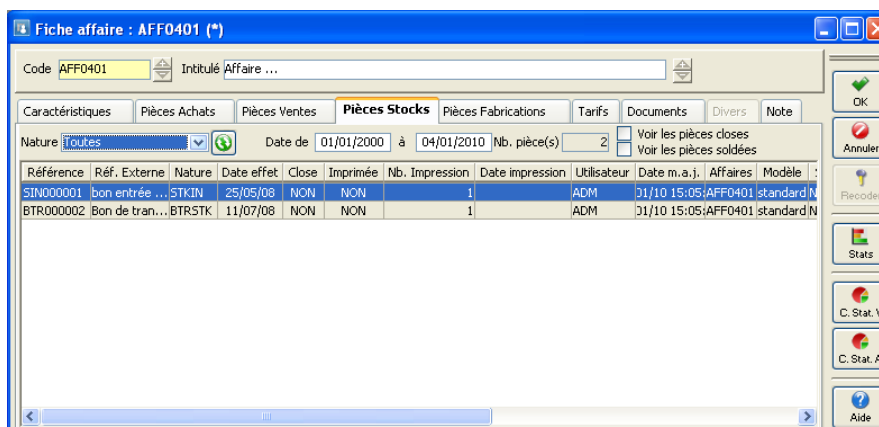 Fiche affaire : AFF0401 (*)
Code AFF0401 Intitulé Affaire ...
Caractéristiques Pièces Achats Pièces Ventes Pièces Stocks Pièces Fabrications Tarifs Documents Divers Note
Nature Toutes Date de 01/01/2000 à 04/01/2010 Nb. pièce(s) 2 Voir les pièces closes
Voir les pièces soldées
Référence Réf. Externe Nature Date effet Close Imprimée Nb. Impression Date impression Utilisateur Date m.a.j. Affaires Modèle
SIN000001 bon entrée ... STKIN 25/05/08 NON NON 1 ADM 01/10 15:05: AFF0401 standard N
BTR000002 Bon de tran... BTRSTK 11/07/08 NON NON 1 ADM 01/10 15:05: AFF0401 standard N
OK
Annuler
Recoder
Stats
C. Stat. V
C. Stat. A
Aide